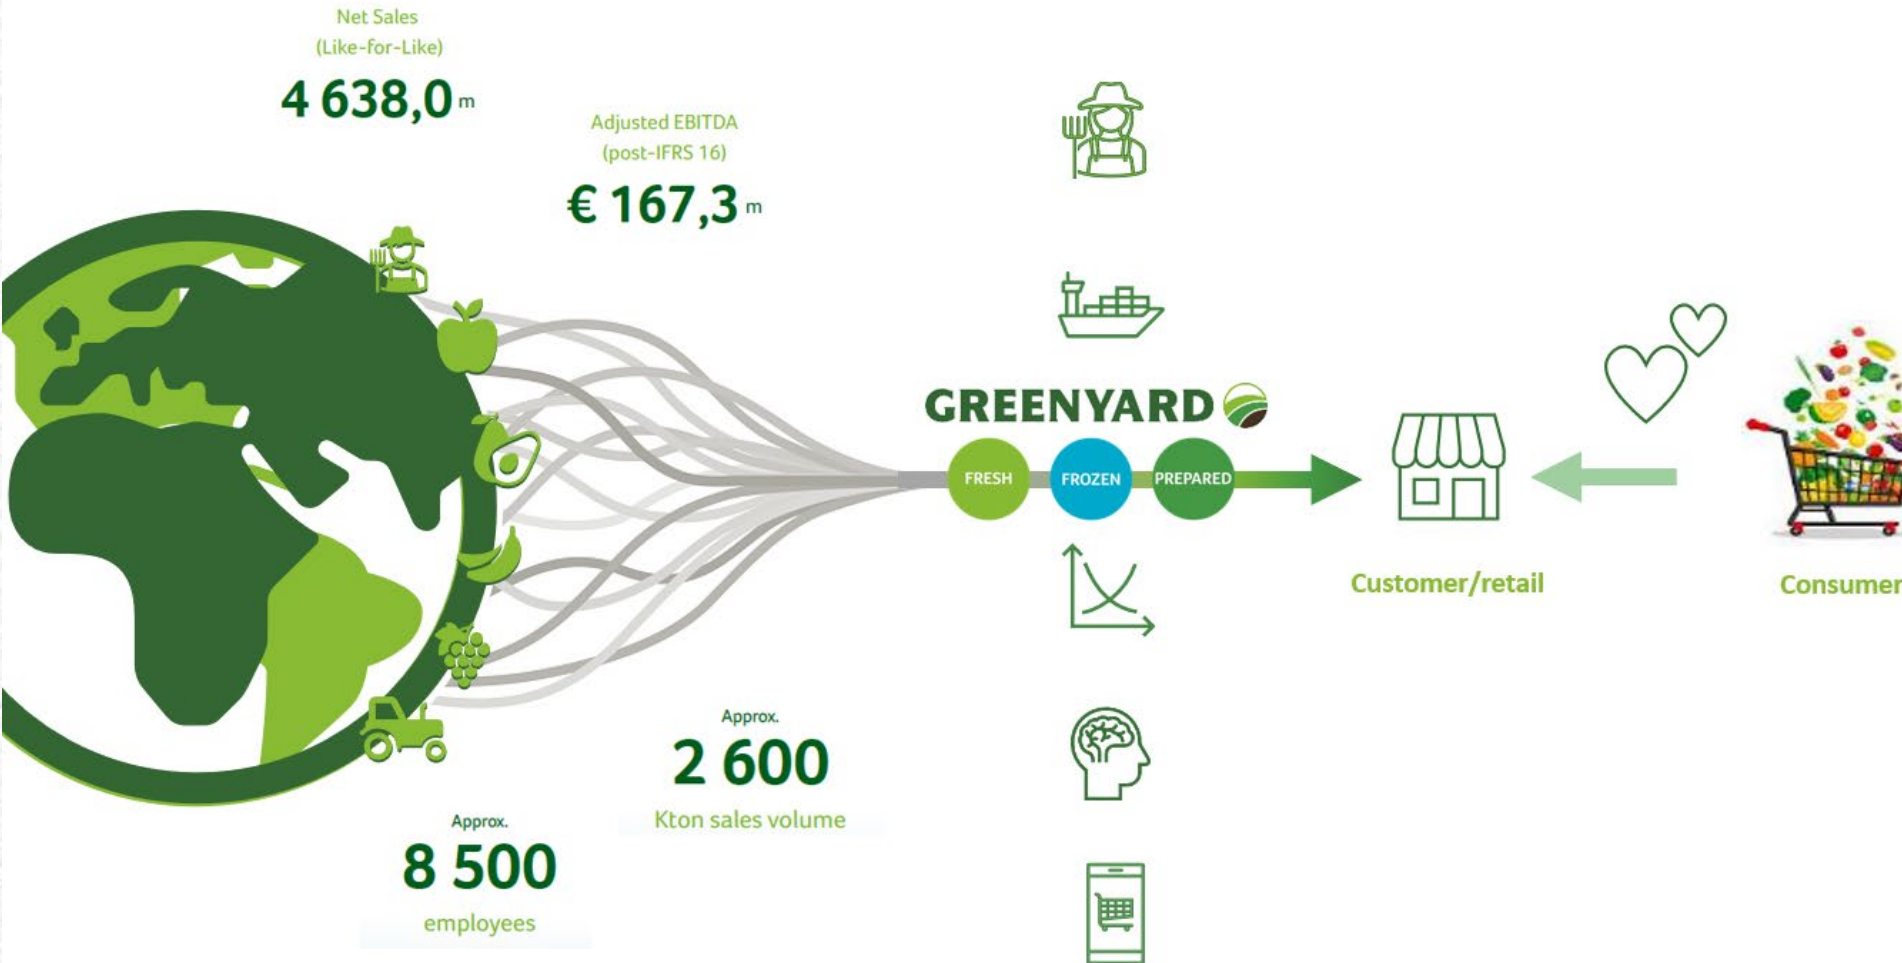 Net Sales
(Like-for-Like)
4 638,0 m
Adjusted EBITDA
(post-IFRS 16)
€ 167,3 m
GREENYARD
FRESH
FROZEN
PREPARED
Customer/retail
Consumer
Approx.
2 600
Kton sales volume
Approx.
8 500
employees